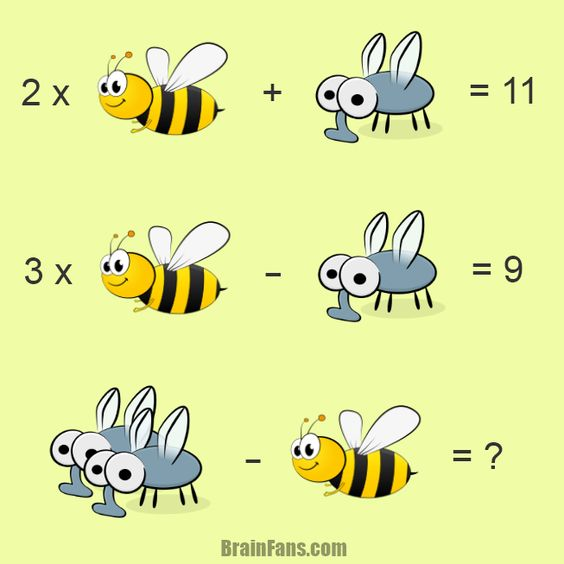 2 x + = 11
3 x - = 9
- = ?
BrainFans.com